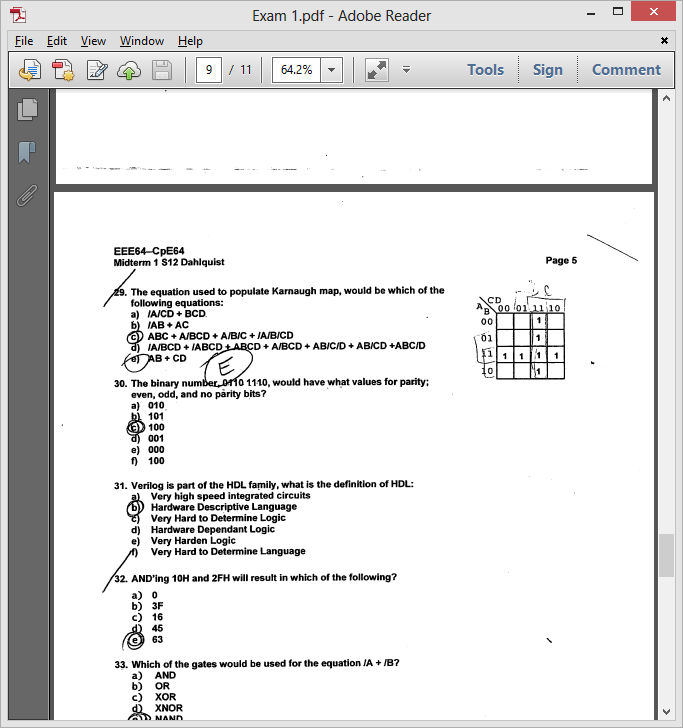 Exam 1.pdf - Adobe Reader
File Edit View Window Help
9 / 11 64.2% Tools Sign Comment
EEE64-CpE64
Midterm 1 S12 Dahlquist Page 5
29. The equation used to populate Karnaugh map, would be which of the
following equations:
a) /A/CD + BCD
b) /AB + AC
c) ABC + A/BCD + A/B/C + /A/B/CD
d) /A/BCD + /ABCD + ABCD + A/BCD + AB/C/D + AB/CD +ABC/D
e) AB + CD
E
CD
A
B 00 01 11 10
00 1
01 1
11 1 1 1 1
10 1
30. The binary number, 0110 1110, would have what values for parity;
even, odd, and no parity bits?
a) 010
b) 101
c) 100
d) 001
e) 000
f) 100
31. Verilog is part of the HDL family, what is the definition of HDL:
a) Very high speed integrated circuits
b) Hardware Descriptive Language
c) Very Hard to Determine Logic
d) Hardware Dependant Logic
e) Very Harden Logic
f) Very Hard to Determine Language
32. AND'ing 10H and 2FH will result in which of the following?
a) 0
b) 3F
c) 16
d) 45
e) 63
33. Which of the gates would be used for the equation /A + /B?
a) AND
b) OR
c) XOR
d) XNOR
e) NAND